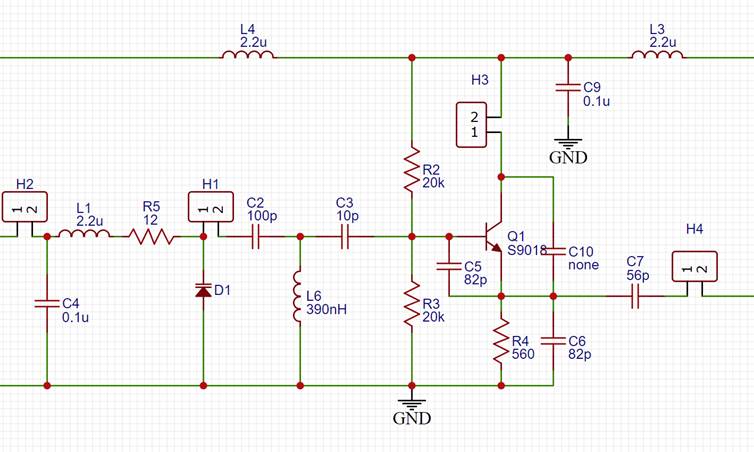 L4
2.2u
L3
2.2u
H3
2
1
C9
0.1u
GND
R2
20k
H2
1 2
L1
2.2u
R5
12
H1
1 2
C2
100p
C3
10p
Q1
S9018
C10
none
H4
1 2
C5
82p
C7
56p
C4
0.1u
D1
L6
390nH
R3
20k
R4
560
C6
82p
GND